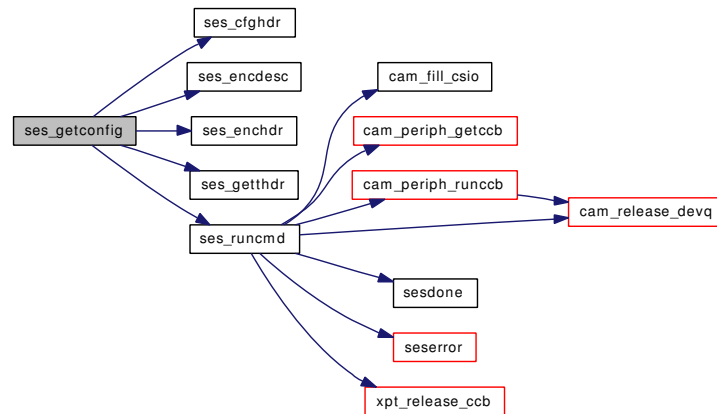 ses_cfghdr
ses_encdesc
cam_fill_csio
ses_getconfig
ses_enchdr
cam_periph_getccb
ses_getthdr
cam_periph_runccb
cam_release_devq
ses_runcmd
sesdone
seserror
xpt_release_ccb